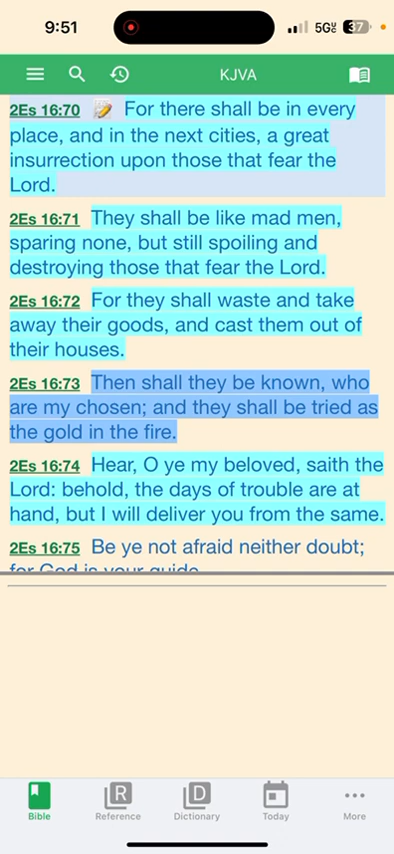 9:51
5G
37
KJVA
2Es 16:70 For there shall be in every
place, and in the next cities, a great
insurrection upon those that fear the
Lord.
2Es 16:71 They shall be like mad men,
sparing none, but still spoiling and
destroying those that fear the Lord.
2Es 16:72 For they shall waste and take
away their goods, and cast them out of
their houses.
2Es 16:73 Then shall they be known, who
are my chosen; and they shall be tried as
the gold in the fire.
2Es 16:74 Hear, O ye my beloved, saith the
Lord: behold, the days of trouble are at
hand, but I will deliver you from the same.
2Es 16:75 Be ye not afraid neither doubt;
for God is your guide
R
D
Bible
Reference
Dictionary
Today
More